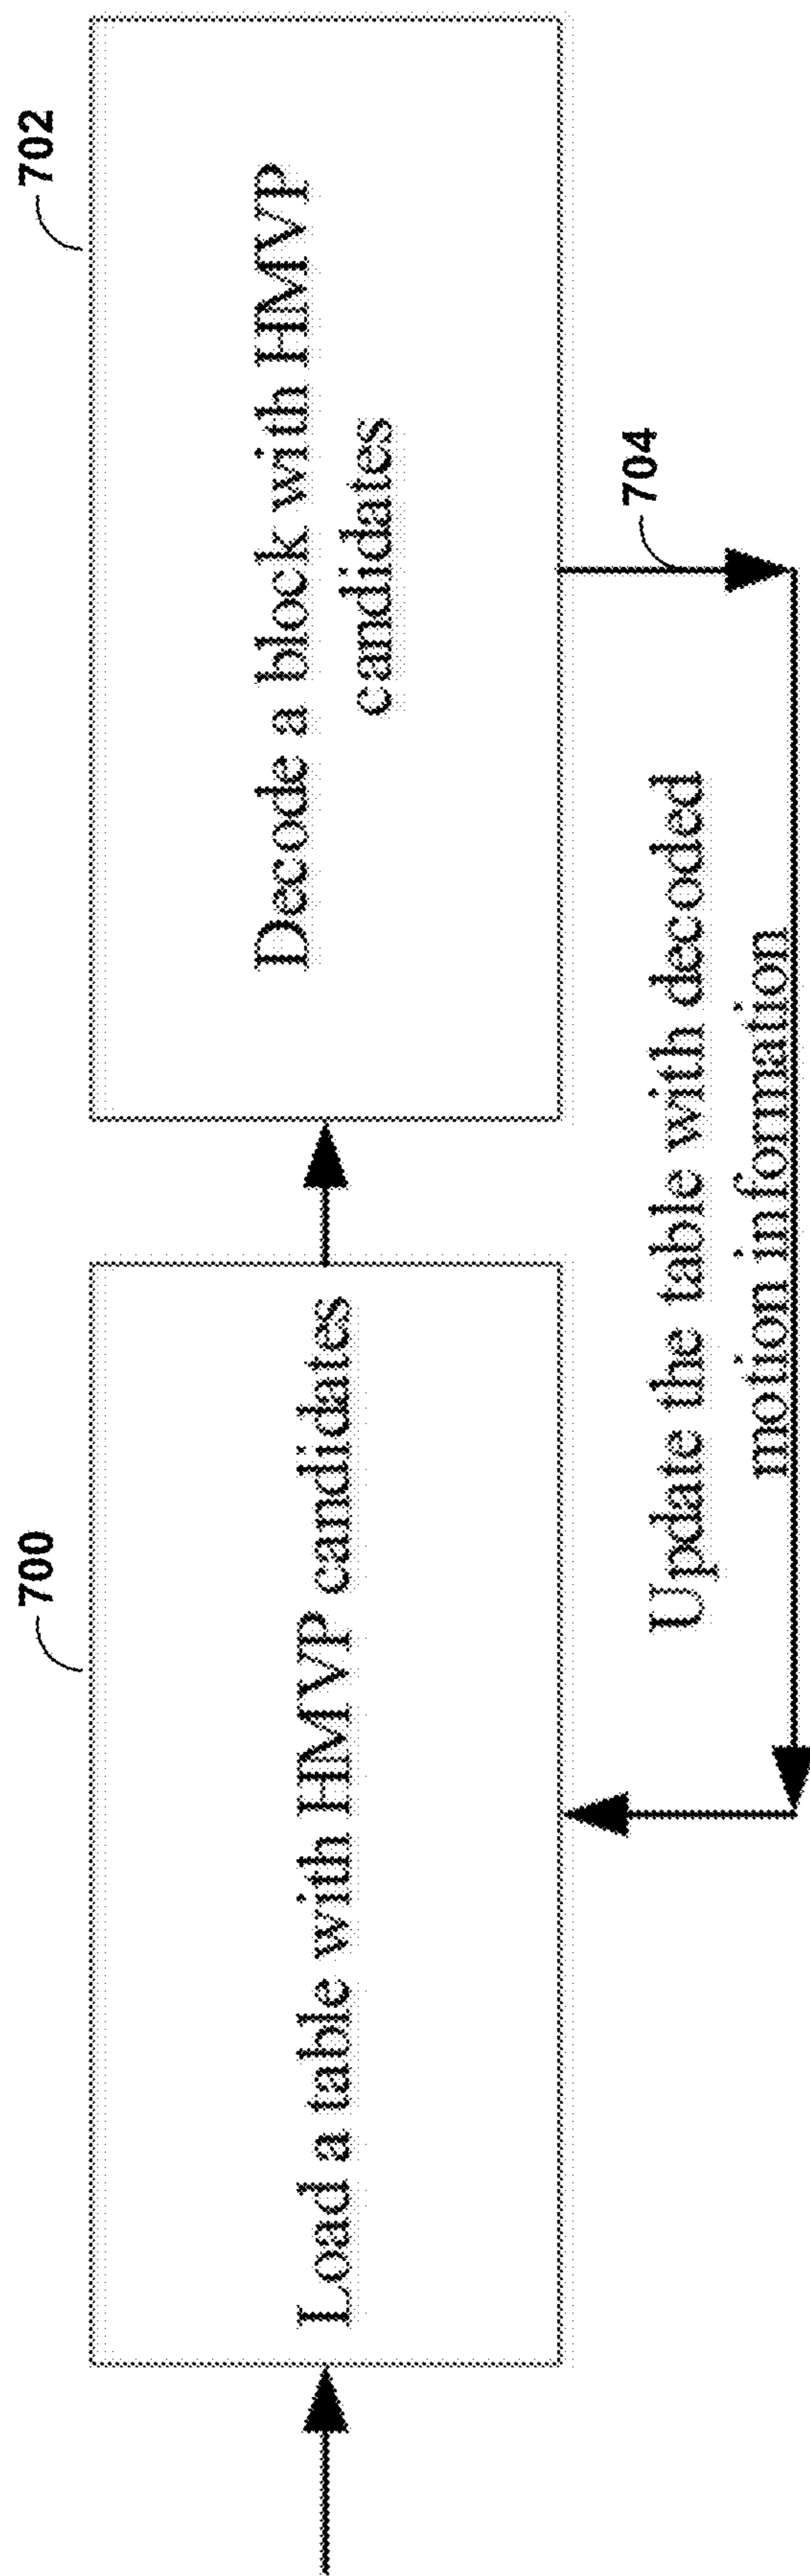 700
Load a table with HMVP candidates
702
Decode a block with HMVP
candidates
704
Update the table with decoded
motion information